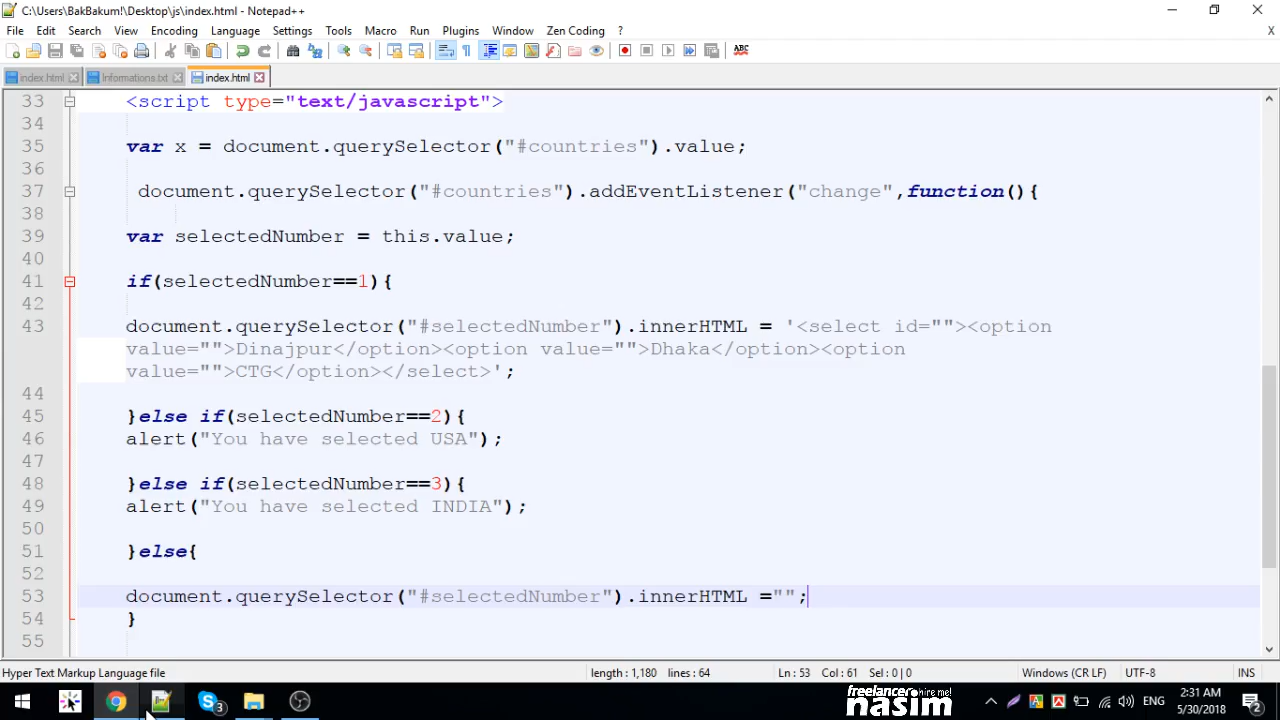 C:\Users\BakBakum!\Desktop\js\index.html - Notepad++
File Edit Search View Encoding Language Settings Tools Macro Run Plugins Window Zen Coding ?
X
ABC
index.html Informations.txt index.html
33 <script type="text/javascript">
34
35 var x = document.querySelector("#countries").value;
36
37 document.querySelector("#countries").addEventListener("change",function(){
38
39 var selectedNumber = this.value;
40
41 if(selectedNumber==1){
42
43 document.querySelector("#selectedNumber").innerHTML = '<select id=""><option
value="">Dinajpur</option><option value="">Dhaka</option><option
value="">CTG</option></select>';
44
45 }else if(selectedNumber==2){
46 alert("You have selected USA");
47
48 }else if(selectedNumber==3){
49 alert("You have selected INDIA");
50
51 }else{
52
53 document.querySelector("#selectedNumber").innerHTML ="";
54 }
55
Hyper Text Markup Language file length : 1,180 lines : 64 Ln : 53 Col : 61 Sel : 0 | 0 Windows (CR LF) UTF-8 INS
3
freelancer hire me!
nasim
ENG
2:31 AM
5/30/2018
2